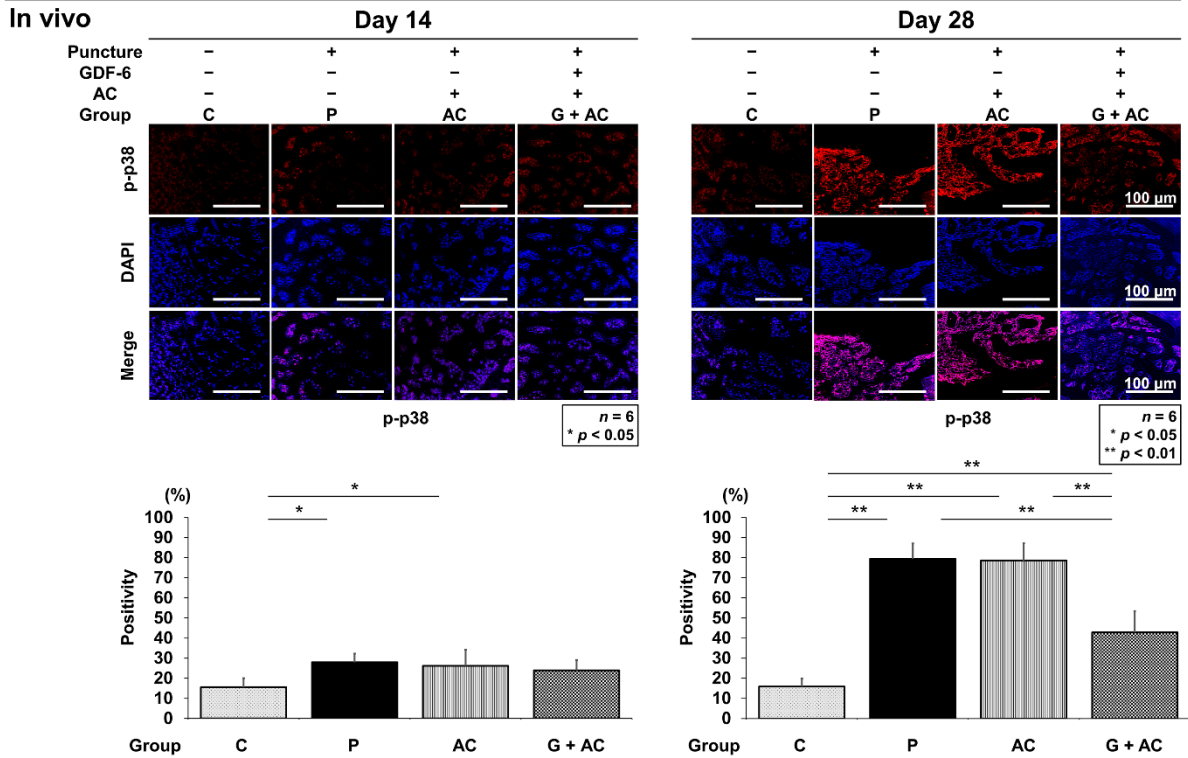 In vivo
Day 14
Puncture − + + +
GDF-6 − − − +
AC − − + +
Group C P AC G + AC
p-p38
DAPI
Merge
p-p38
n = 6
* p < 0.05
(%)
* *
100
90
80
70
60
50
40
30
20
10
0
Positivity
Group C P AC G + AC
Day 28
− + + +
− − − +
− − + +
C P AC G + AC
100 µm
100 µm
100 µm
p-p38
n = 6
* p < 0.05
** p < 0.01
(%)
**
** **
** **
100
90
80
70
60
50
40
30
20
10
0
Positivity
Group C P AC G + AC